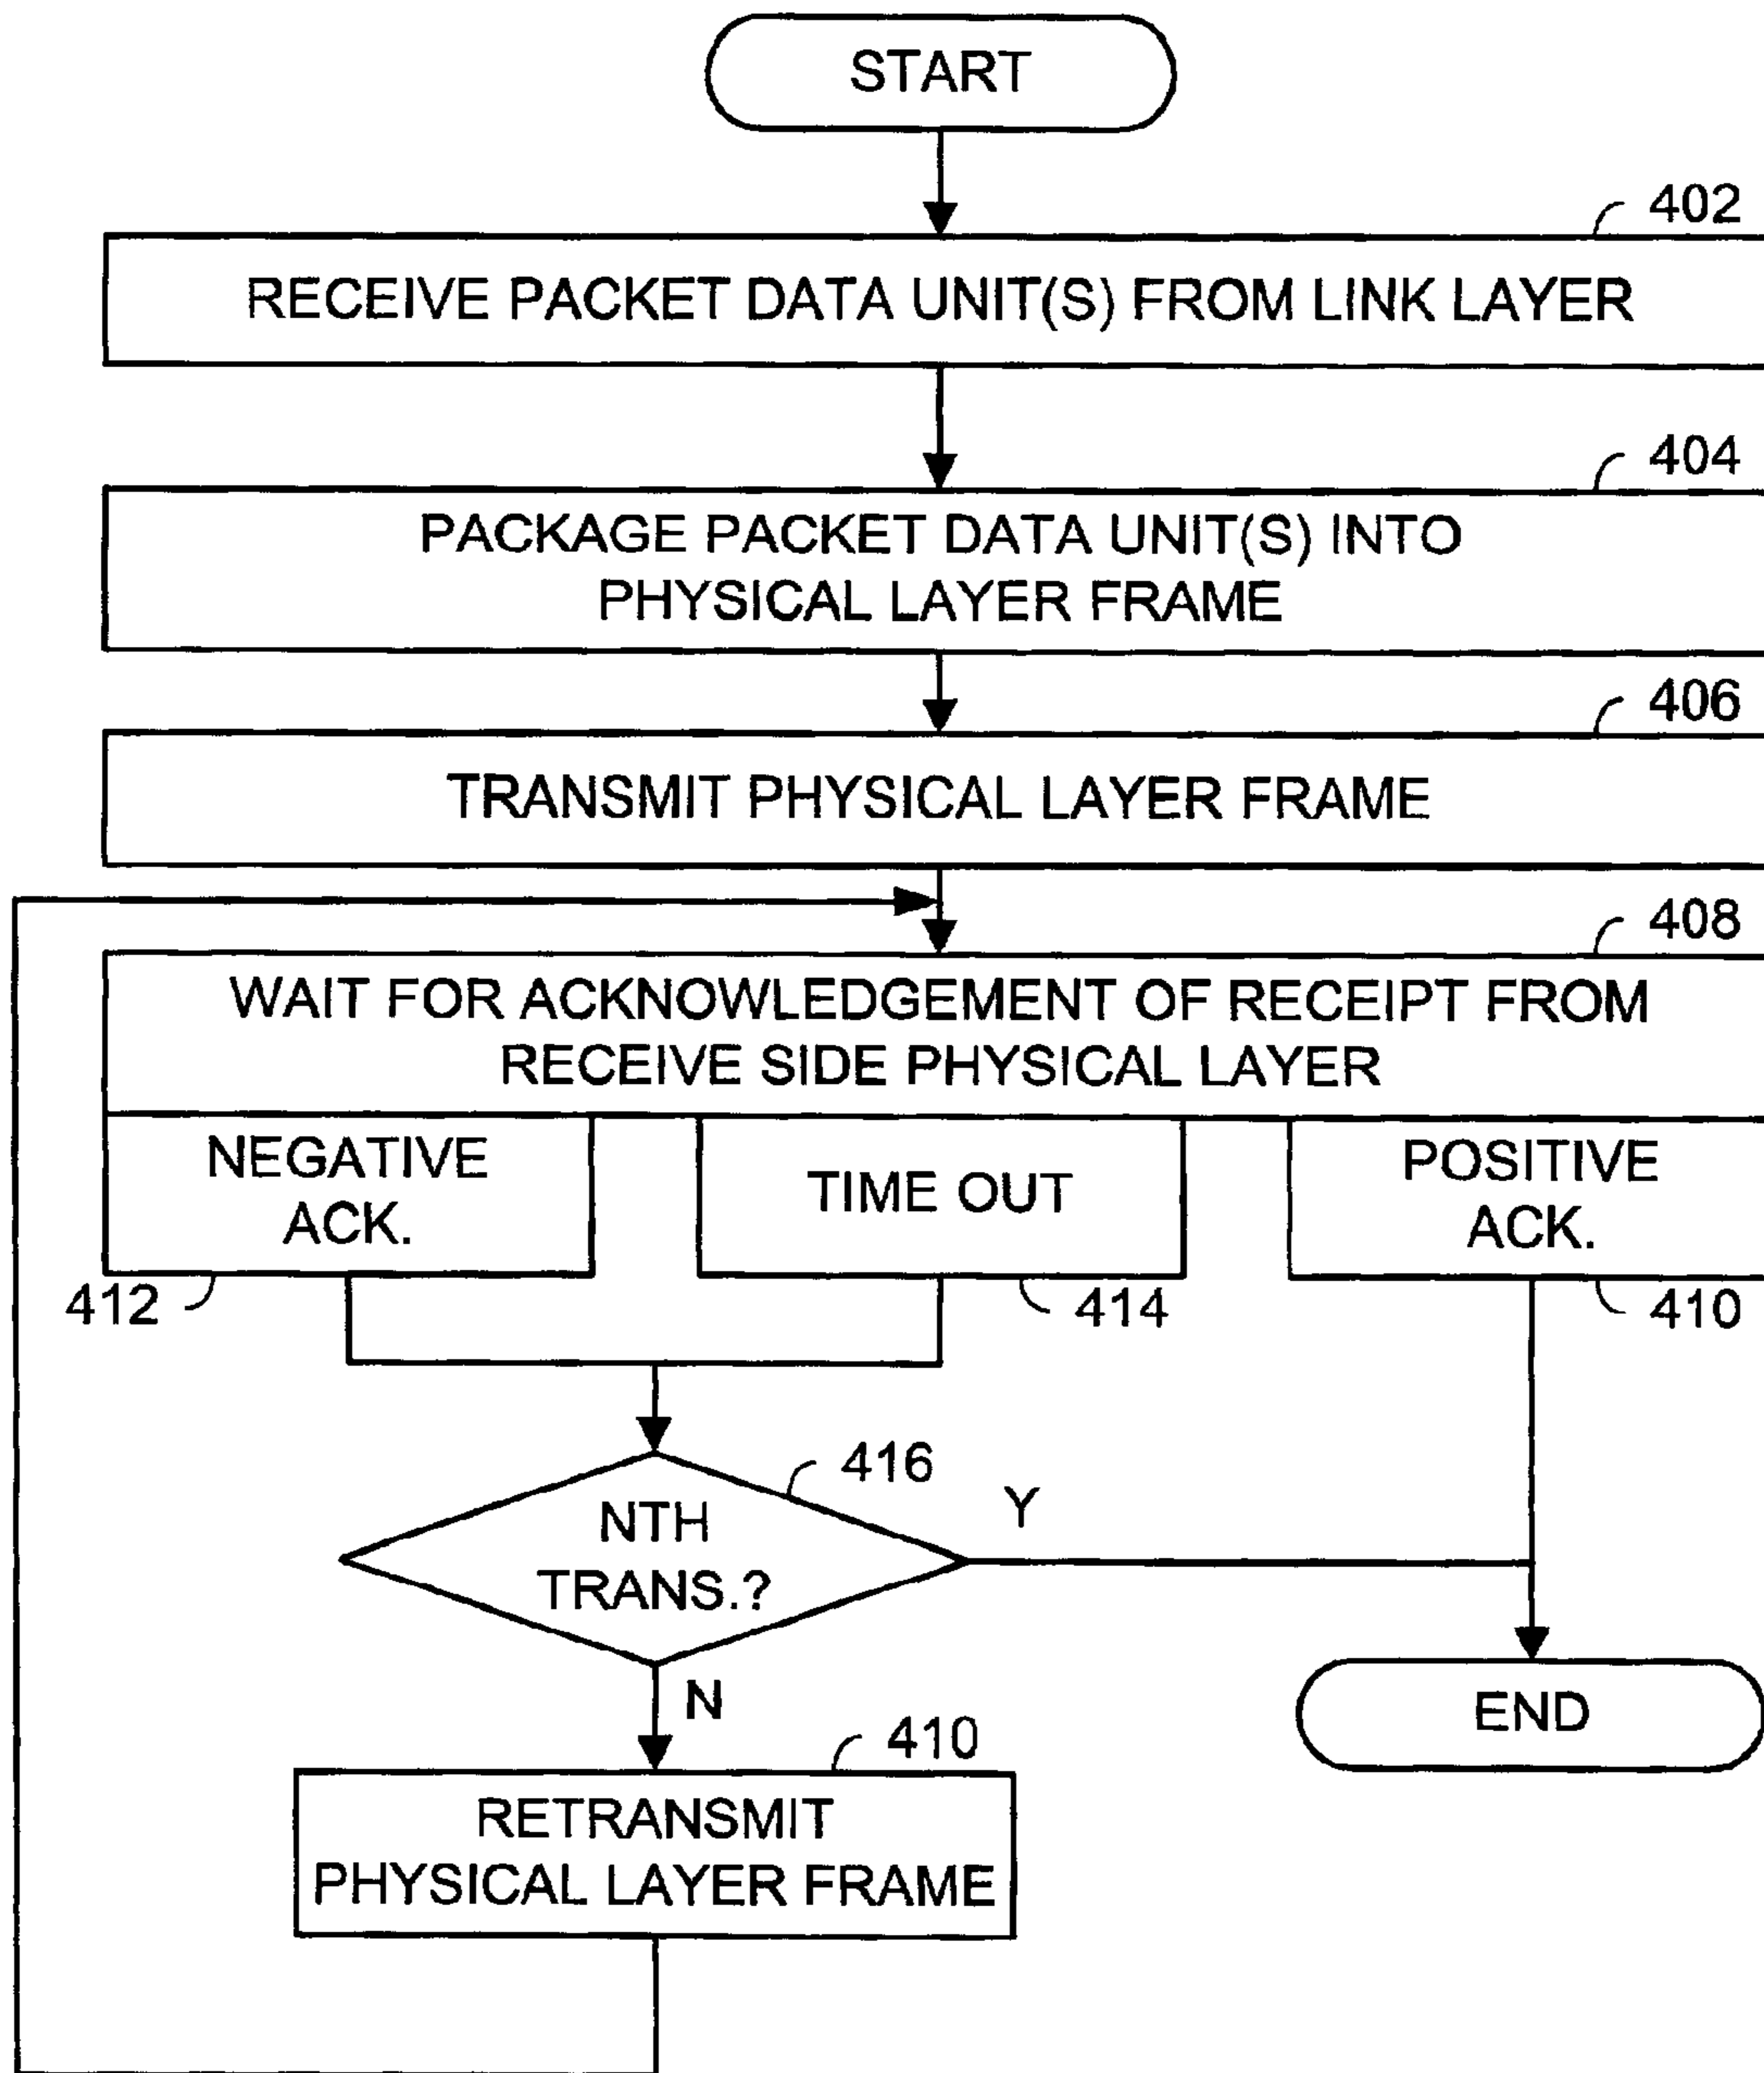 START
402
RECEIVE PACKET DATA UNIT(S) FROM LINK LAYER
404
PACKAGE PACKET DATA UNIT(S) INTO
PHYSICAL LAYER FRAME
406
TRANSMIT PHYSICAL LAYER FRAME
408
WAIT FOR ACKNOWLEDGEMENT OF RECEIPT FROM
RECEIVE SIDE PHYSICAL LAYER
NEGATIVE
ACK.
412
TIME OUT
414
POSITIVE
ACK.
410
416
NTH
TRANS.?
Y
N
END
410
RETRANSMIT
PHYSICAL LAYER FRAME